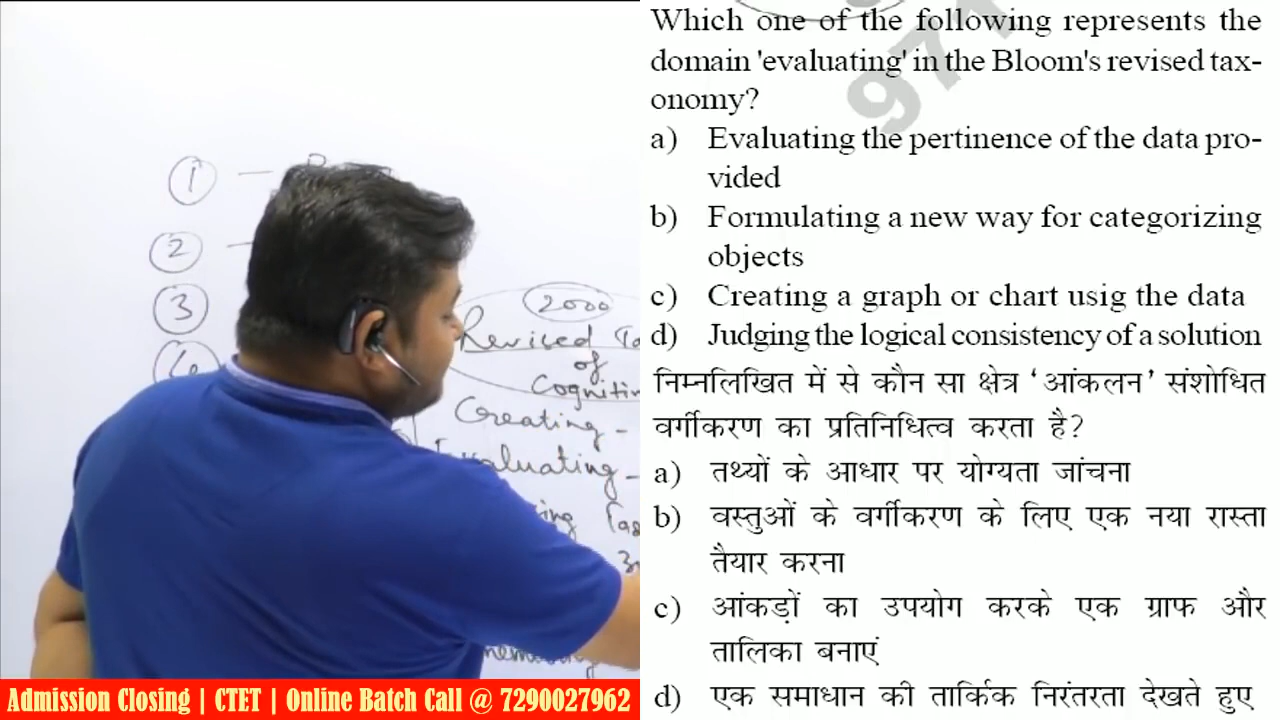 1
2
3
2000
Revised
of
Cognitive
Creating -
Evaluating -
Which one of the following represents the
domain 'evaluating' in the Bloom's revised tax-
onomy?
a) Evaluating the pertinence of the data pro-
vided
b) Formulating a new way for categorizing
objects
c) Creating a graph or chart usig the data
d) Judging the logical consistency of a solution
निम्नलिखित में से कौन सा क्षेत्र ‘आंकलन’ संशोधित
वर्गीकरण का प्रतिनिधित्व करता है?
a) तथ्यों के आधार पर योग्यता जांचना
b) वस्तुओं के वर्गीकरण के लिए एक नया रास्ता
तैयार करना
c) आंकड़ों का उपयोग करके एक ग्राफ और
तालिका बनाएं
d) एक समाधान की तार्किक निरंतरता देखते हुए
971
Admission Closing | CTET | Online Batch Call @ 7290027962